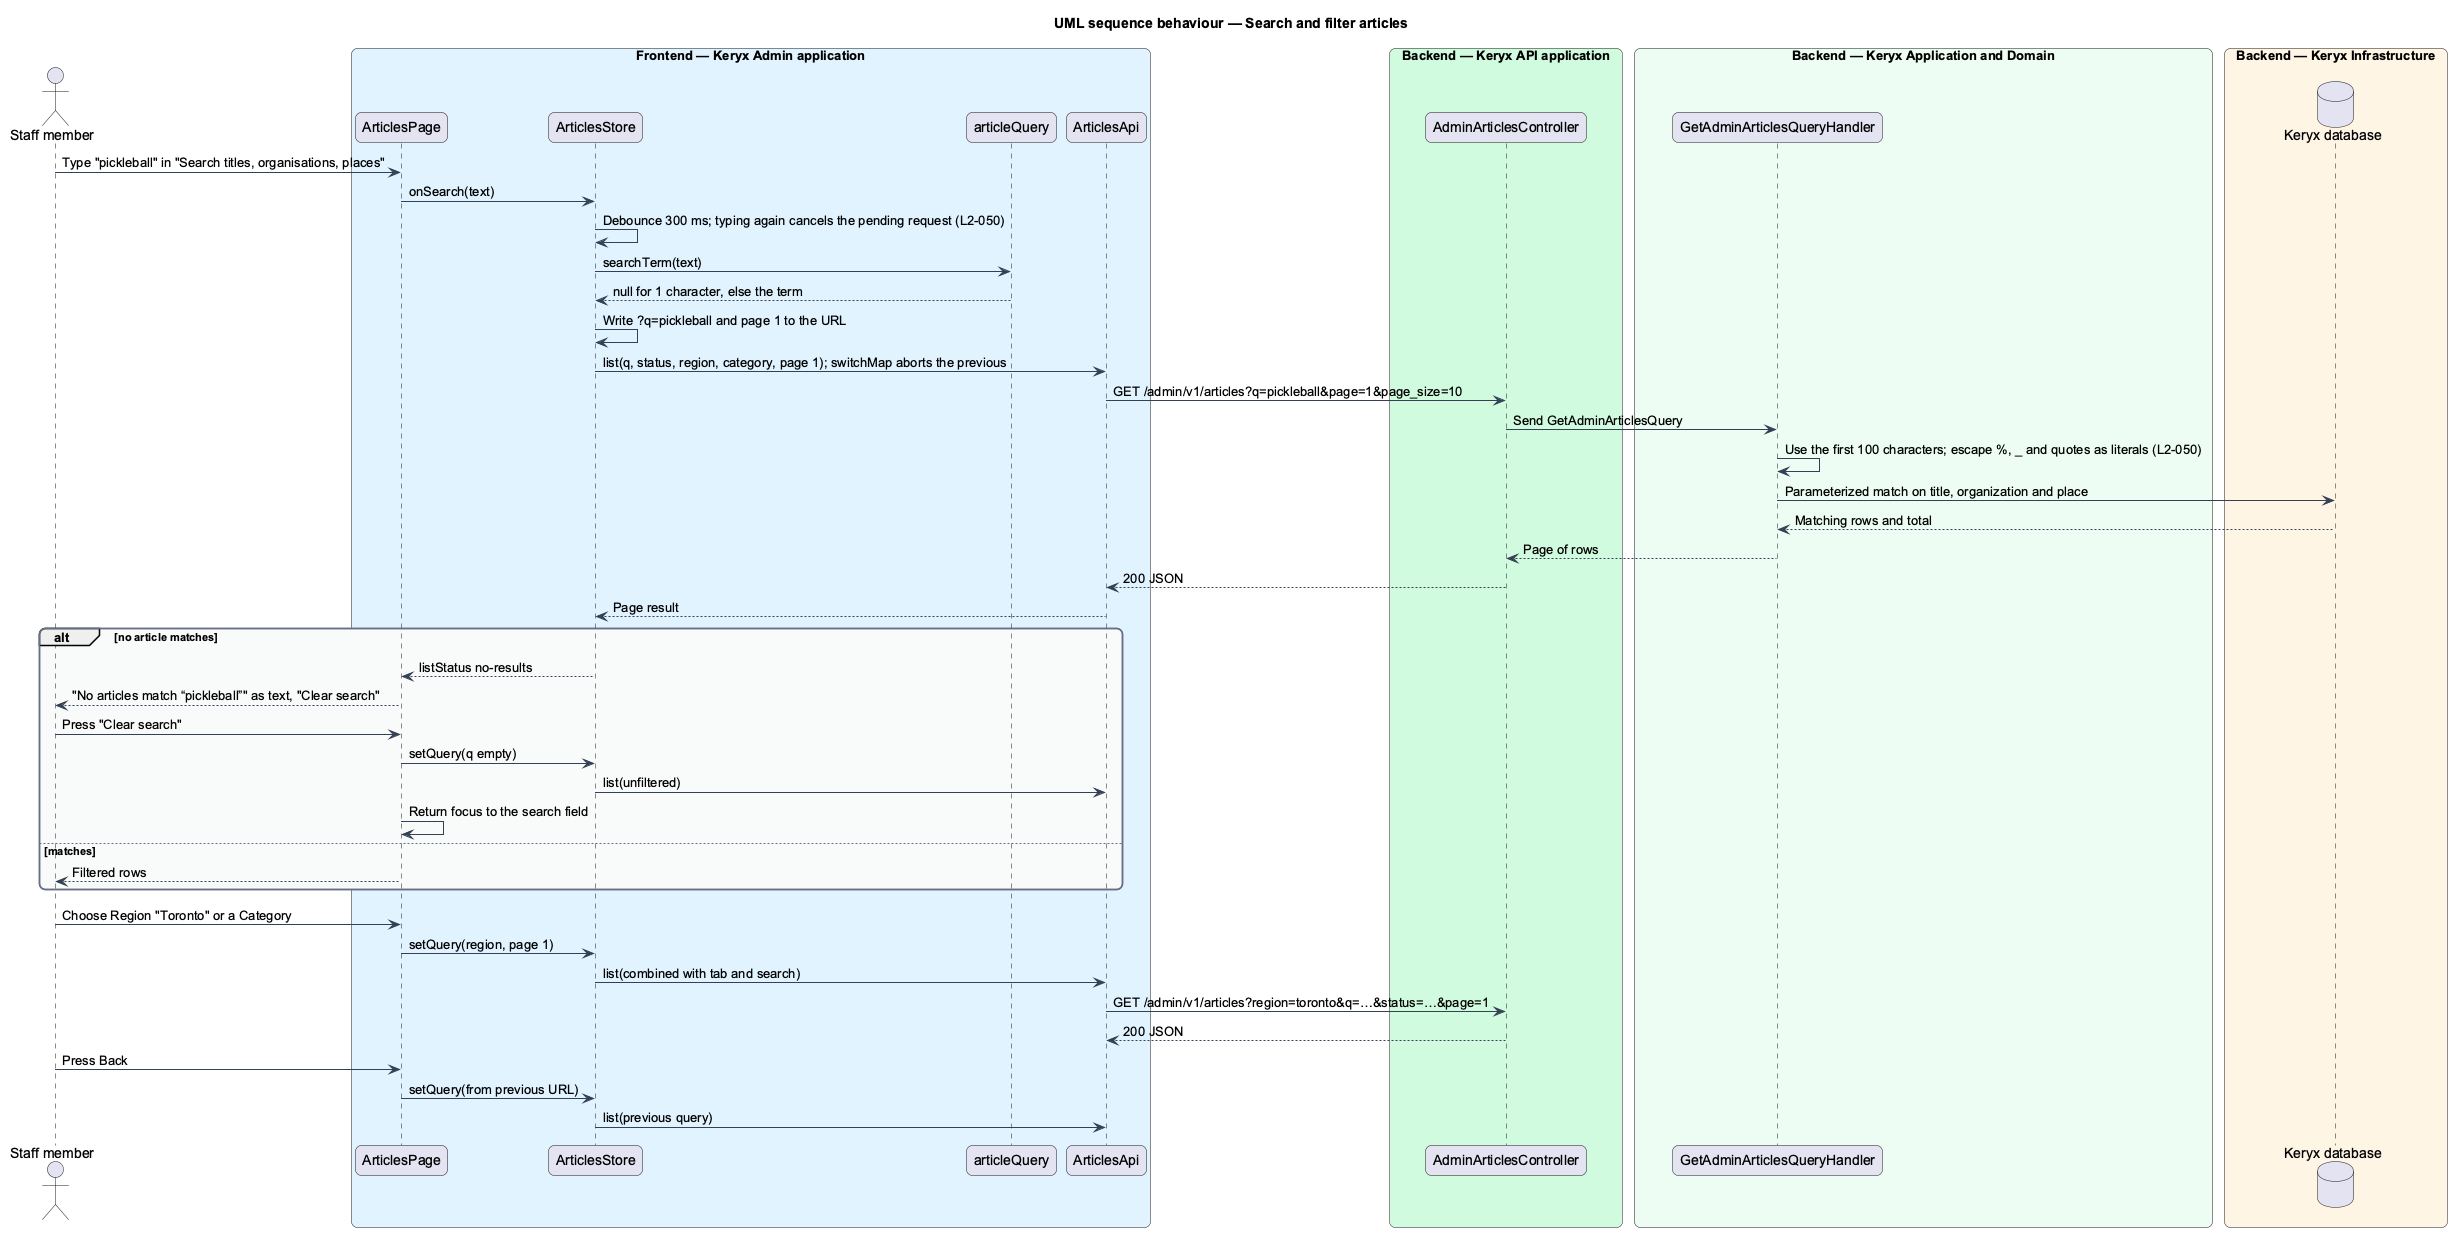 UML sequence behaviour — Search and filter articles
Frontend — Keryx Admin application
Backend — Keryx API application
Backend — Keryx Application and Domain
Backend — Keryx Infrastructure
Staff member
ArticlesPage
ArticlesStore
articleQuery
ArticlesApi
AdminArticlesController
GetAdminArticlesQueryHandler
Keryx database
Type "pickleball" in "Search titles, organisations, places"
onSearch(text)
Debounce 300 ms; typing again cancels the pending request (L2-050)
searchTerm(text)
null for 1 character, else the term
Write ?q=pickleball and page 1 to the URL
list(q, status, region, category, page 1); switchMap aborts the previous
GET /admin/v1/articles?q=pickleball&page=1&page_size=10
Send GetAdminArticlesQuery
Use the first 100 characters; escape %, _ and quotes as literals (L2-050)
Parameterized match on title, organization and place
Matching rows and total
Page of rows
200 JSON
Page result
alt
[no article matches]
listStatus no-results
"No articles match “pickleball”" as text, "Clear search"
Press "Clear search"
setQuery(q empty)
list(unfiltered)
Return focus to the search field
[matches]
Filtered rows
Choose Region "Toronto" or a Category
setQuery(region, page 1)
list(combined with tab and search)
GET /admin/v1/articles?region=toronto&q=…&status=…&page=1
200 JSON
Press Back
setQuery(from previous URL)
list(previous query)
Staff member
ArticlesPage
ArticlesStore
articleQuery
ArticlesApi
AdminArticlesController
GetAdminArticlesQueryHandler
Keryx database